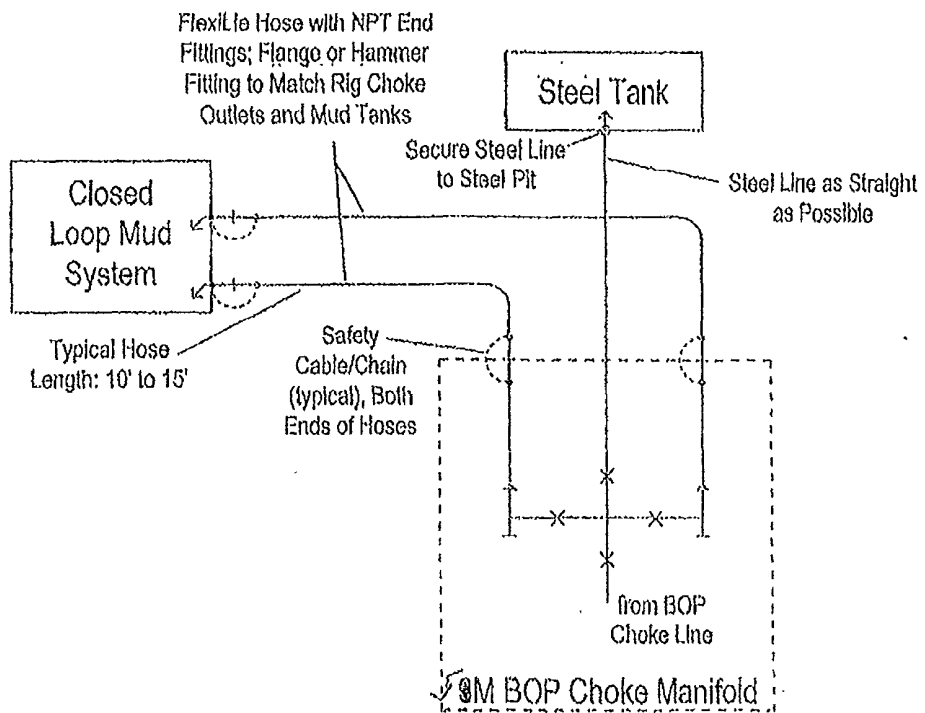 Flexible Hose with NPT End
Fittings; Flange or Hammer
Fitting to Match Rig Choke
Outlets and Mud Tanks
Steel Tank
Secure Steel Line
to Steel Pit
Steel Line as Straight
as Possible
Closed
Loop Mud
System
Typical Hose
Length: 10' to 15'
Safety
Cable/Chain
(typical), Both
Ends of Hoses
from BOP
Choke Line
BOP Choke Manifold